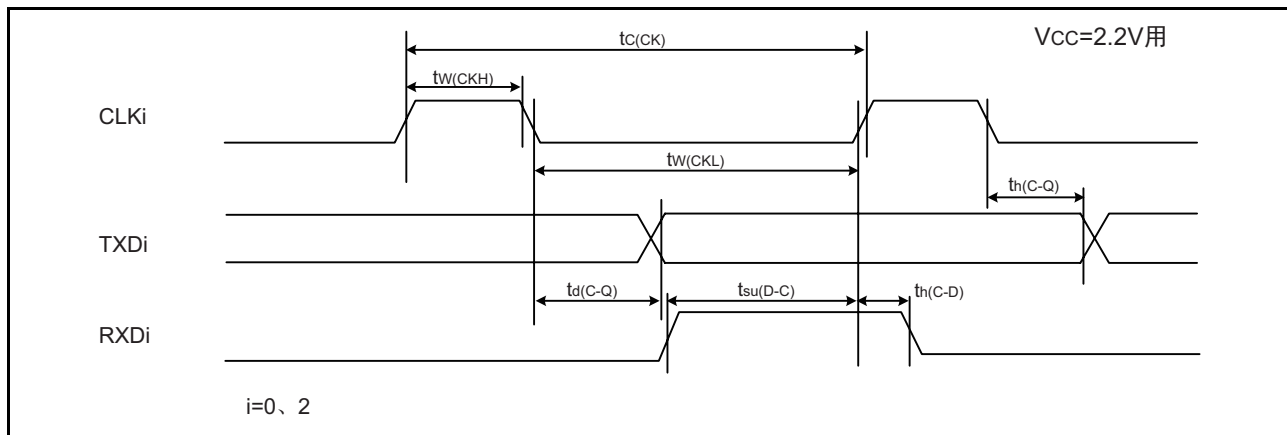 VCC=2.2V用
tC(CK)
tW(CKH)
CLKi
tW(CKL)
th(C-Q)
TXDi
td(C-Q)
tsu(D-C)
th(C-D)
RXDi
i=0、2